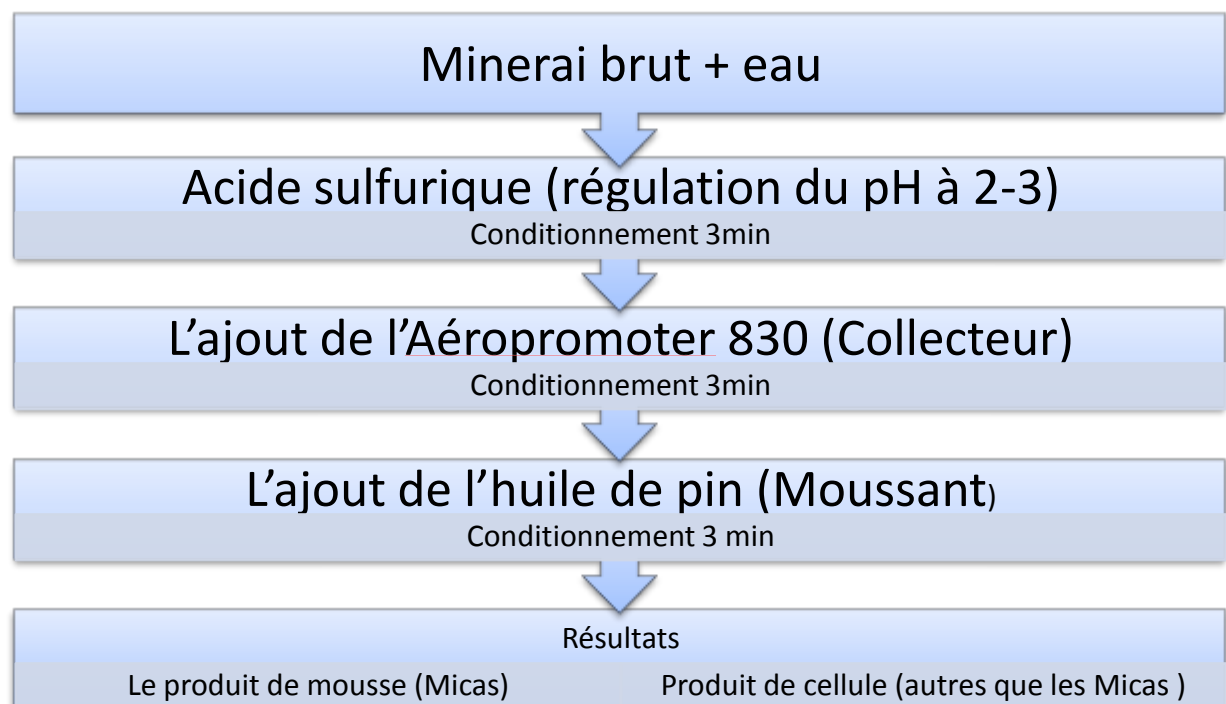 Minerai brut + eau
Acide sulfurique (régulation du pH à 2-3)
Conditionnement 3min
L’ajout de l’Aéropromoter 830 (Collecteur)
Conditionnement 3min
L’ajout de l’huile de pin (Moussant)
Conditionnement 3 min
Résultats
Le produit de mousse (Micas)
Produit de cellule (autres que les Micas )